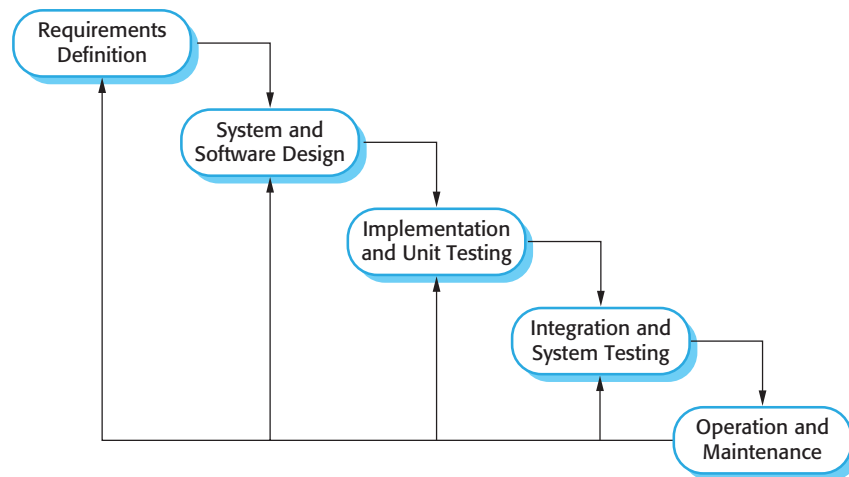 Requirements
Definition
System and
Software Design
Implementation
and Unit Testing
Integration and
System Testing
Operation and
Maintenance